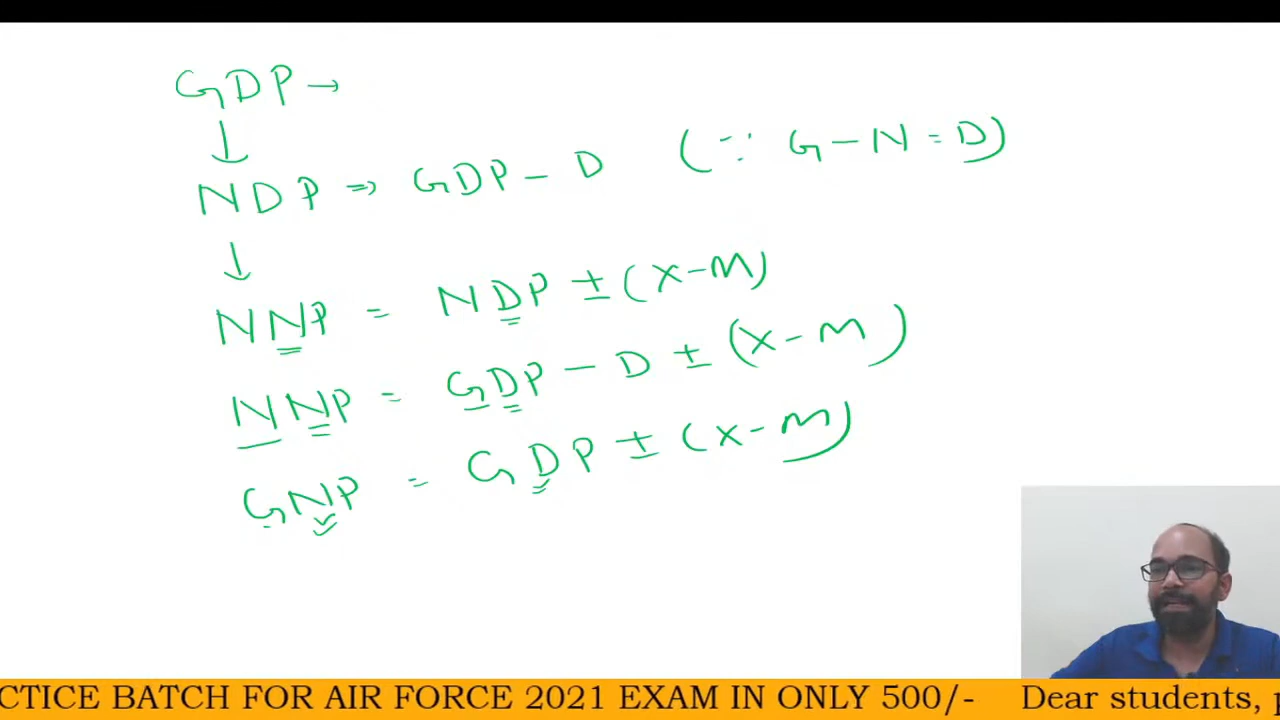 GDP →
↓
NDP ⇒ GDP - D (∵ G - N = D)
↓
NNP = NDP ± (X - M)
NNP = GDP - D ± (X - M)
GNP = GDP ± (X - M)
CTICE BATCH FOR AIR FORCE 2021 EXAM IN ONLY 500/- Dear students, p